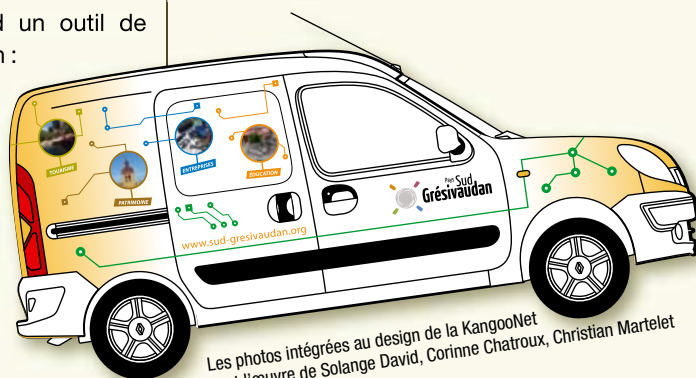 d un outil de
n :
TOURISME
PATRIMOINE
ENTREPRISES
ÉDUCATION
Pays Sud
Grésivaudan
www.sud-gresivaudan.org
Les photos intégrées au design de la KangooNet
l'œuvre de Solange David, Corinne Chatroux, Christian Martelet